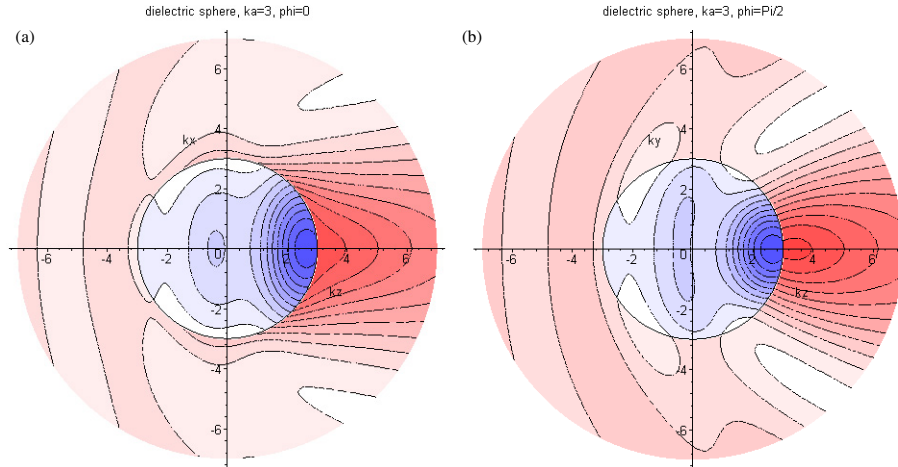 dielectric sphere, ka=3, phi=0
(a)
6
4
kx
2
0
-6 -4 -2 2 4 6
kz
-2
-4
-6
dielectric sphere, ka=3, phi=Pi/2
(b)
6
4
ky
2
0
-6 -4 -2 2 4 6
kz
-2
-4
-6